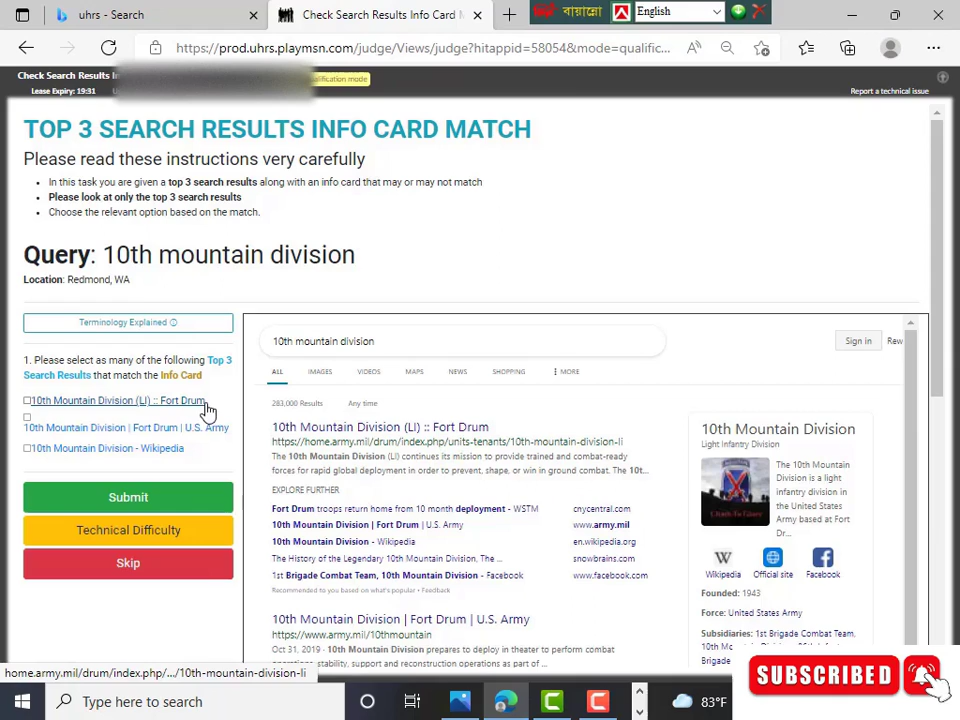 uhrs - Search
Check Search Results Info Card M
বায়ান্নো
English
https://prod.uhrs.playmsn.com/judge/Views/judge?hitappid=58054&mode=qualific...
Check Search Results In
alification mode
Lease Expiry: 19:31
Report a technical issue
TOP 3 SEARCH RESULTS INFO CARD MATCH
Please read these instructions very carefully
In this task you are given a top 3 search results along with an info card that may or may not match
Please look at only the top 3 search results
Choose the relevant option based on the match.
Query: 10th mountain division
Location: Redmond, WA
Terminology Explained
1. Please select as many of the following Top 3
Search Results that match the Info Card
10th Mountain Division (LI) :: Fort Drum
10th Mountain Division | Fort Drum | U.S. Army
10th Mountain Division - Wikipedia
Submit
Technical Difficulty
Skip
10th mountain division
Sign in
Rew
ALL IMAGES VIDEOS MAPS NEWS SHOPPING MORE
283,000 Results Any time
10th Mountain Division (LI) :: Fort Drum
https://home.army.mil/drum/index.php/units-tenants/10th-mountain-division-li
The 10th Mountain Division (LI) continues its mission to provide trained and combat-ready
forces for rapid global deployment in order to prevent, shape, or win in ground combat. The 10t...
EXPLORE FURTHER
Fort Drum troops return home from 10 month deployment - WSTM cnycentral.com
10th Mountain Division | Fort Drum | U.S. Army www.army.mil
10th Mountain Division - Wikipedia en.wikipedia.org
The History of the Legendary 10th Mountain Division, The ... snowbrains.com
1st Brigade Combat Team, 10th Mountain Division - Facebook www.facebook.com
Recommended to you based on what's popular • Feedback
10th Mountain Division | Fort Drum | U.S. Army
https://www.army.mil/10thmountain
Oct 31, 2019 · 10th Mountain Division prepares to deploy in theater to perform combat
stability, support and reconstruction operations as part of ...
10th Mountain Division
Light Infantry Division
The 10th Mountain
Division is a light
infantry division in
the United States
Army based at Fort
Dr...
Wikipedia Official site Facebook
Founded: 1943
Force: United States Army
Subsidiaries: 1st Brigade Combat Team,
10th Mountain Division
Brigade
home.army.mil/drum/index.php/.../10th-mountain-division-li
SUBSCRIBED
Type here to search
83°F